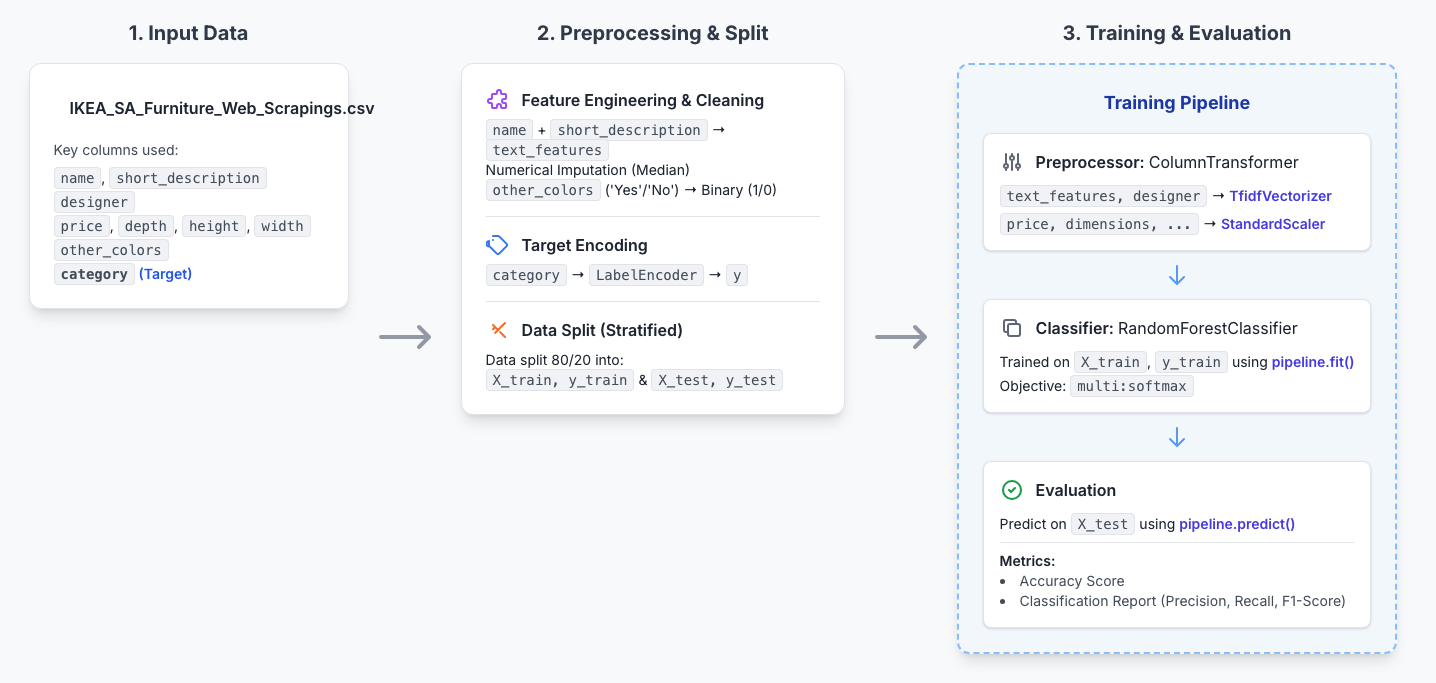 1. Input Data
IKEA_SA_Furniture_Web_Scrapings.csv
Key columns used:
name, short_description
designer
price, depth, height, width
other_colors
category (Target)
2. Preprocessing & Split
Feature Engineering & Cleaning
name + short_description →
text_features
Numerical Imputation (Median)
other_colors ('Yes'/'No') → Binary (1/0)
Target Encoding
category → LabelEncoder → y
Data Split (Stratified)
Data split 80/20 into:
X_train, y_train & X_test, y_test
3. Training & Evaluation
Training Pipeline
Preprocessor: ColumnTransformer
text_features, designer → TfidfVectorizer
price, dimensions, ... → StandardScaler
Classifier: RandomForestClassifier
Trained on X_train, y_train using pipeline.fit()
Objective: multi:softmax
Evaluation
Predict on X_test using pipeline.predict()
Metrics:
• Accuracy Score
• Classification Report (Precision, Recall, F1-Score)